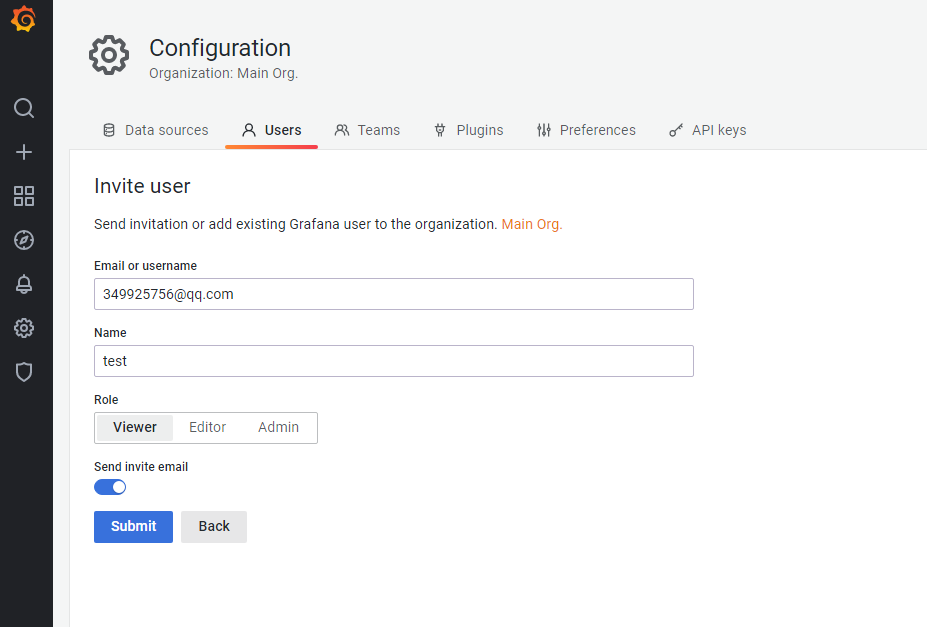 Configuration
Organization: Main Org.
Data sources Users Teams Plugins Preferences API keys
Invite user
Send invitation or add existing Grafana user to the organization. Main Org.
Email or username
349925756@qq.com
Name
test
Role
Viewer Editor Admin
Send invite email
Submit Back